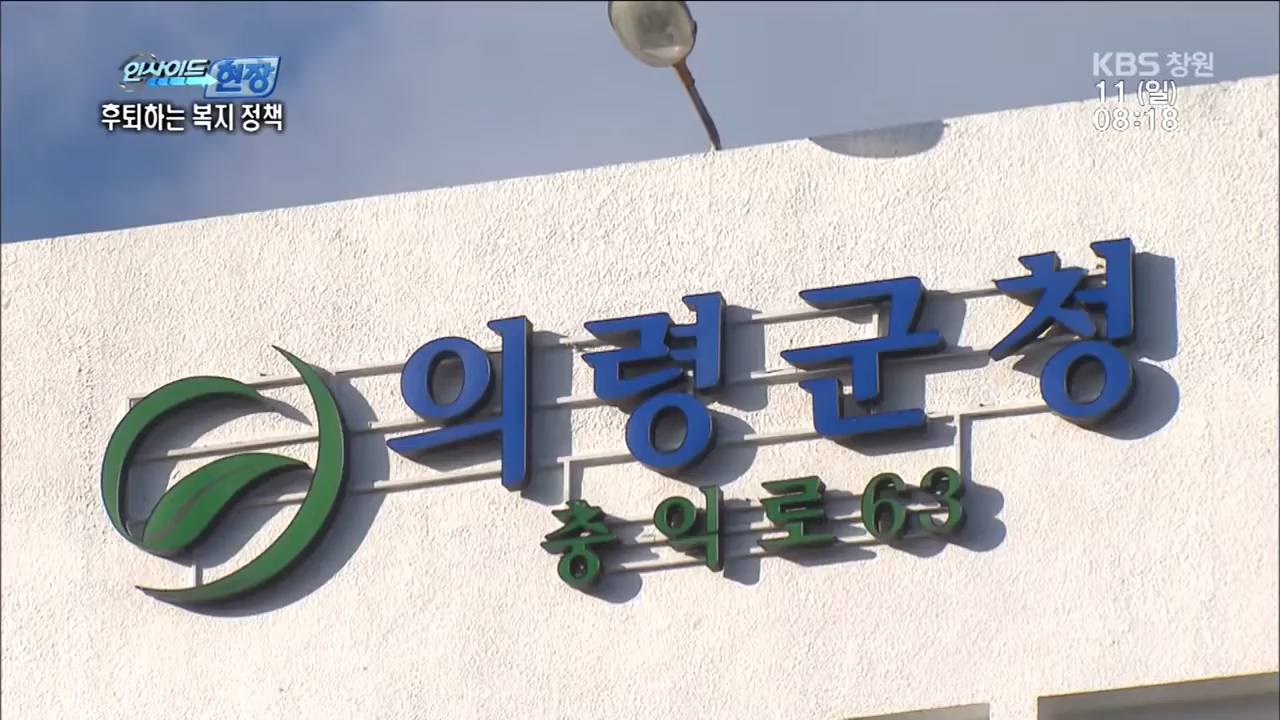 인사이드 현장
후퇴하는 복지 정책
KBS 창원
11 (일)
08:18
의령군청
충익로 63